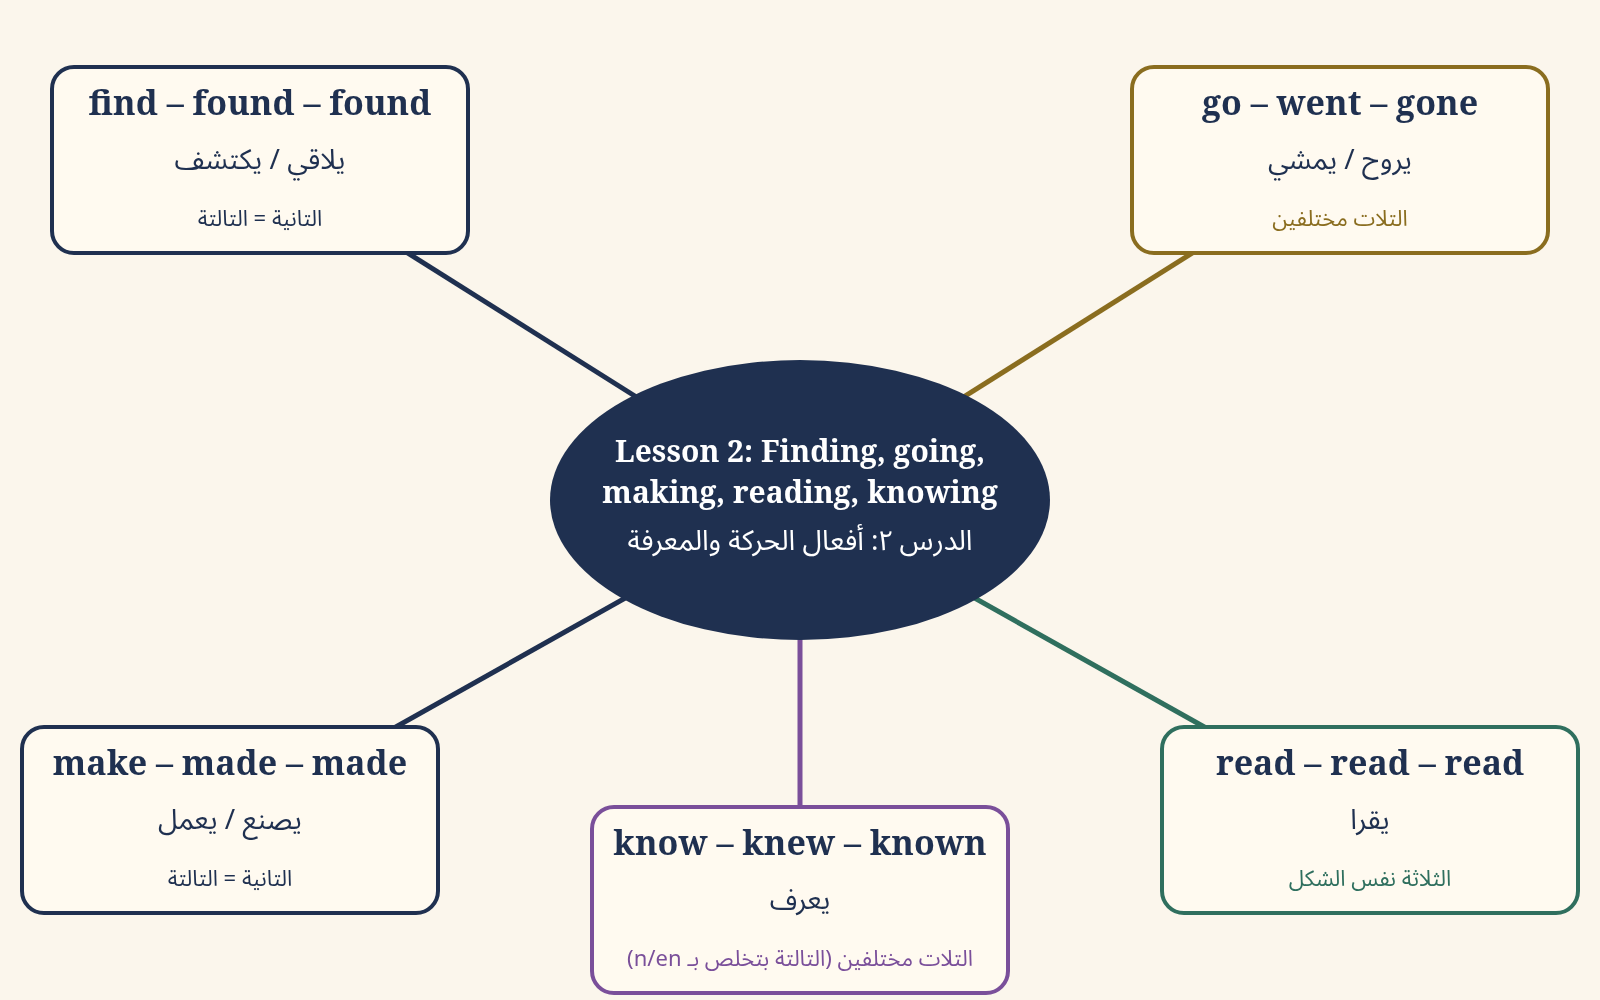 find – found – found
يلاقي / يكتشف
التانية = التالتة
go – went – gone
يروح / يمشي
التلات مختلفين
Lesson 2: Finding, going,
making, reading, knowing
الدرس ٢: أفعال الحركة والمعرفة
make – made – made
يصنع / يعمل
التانية = التالتة
know – knew – known
يعرف
التلات مختلفين (التالتة بتخلص بـ n/en)
read – read – read
يقرا
الثلاثة نفس الشكل